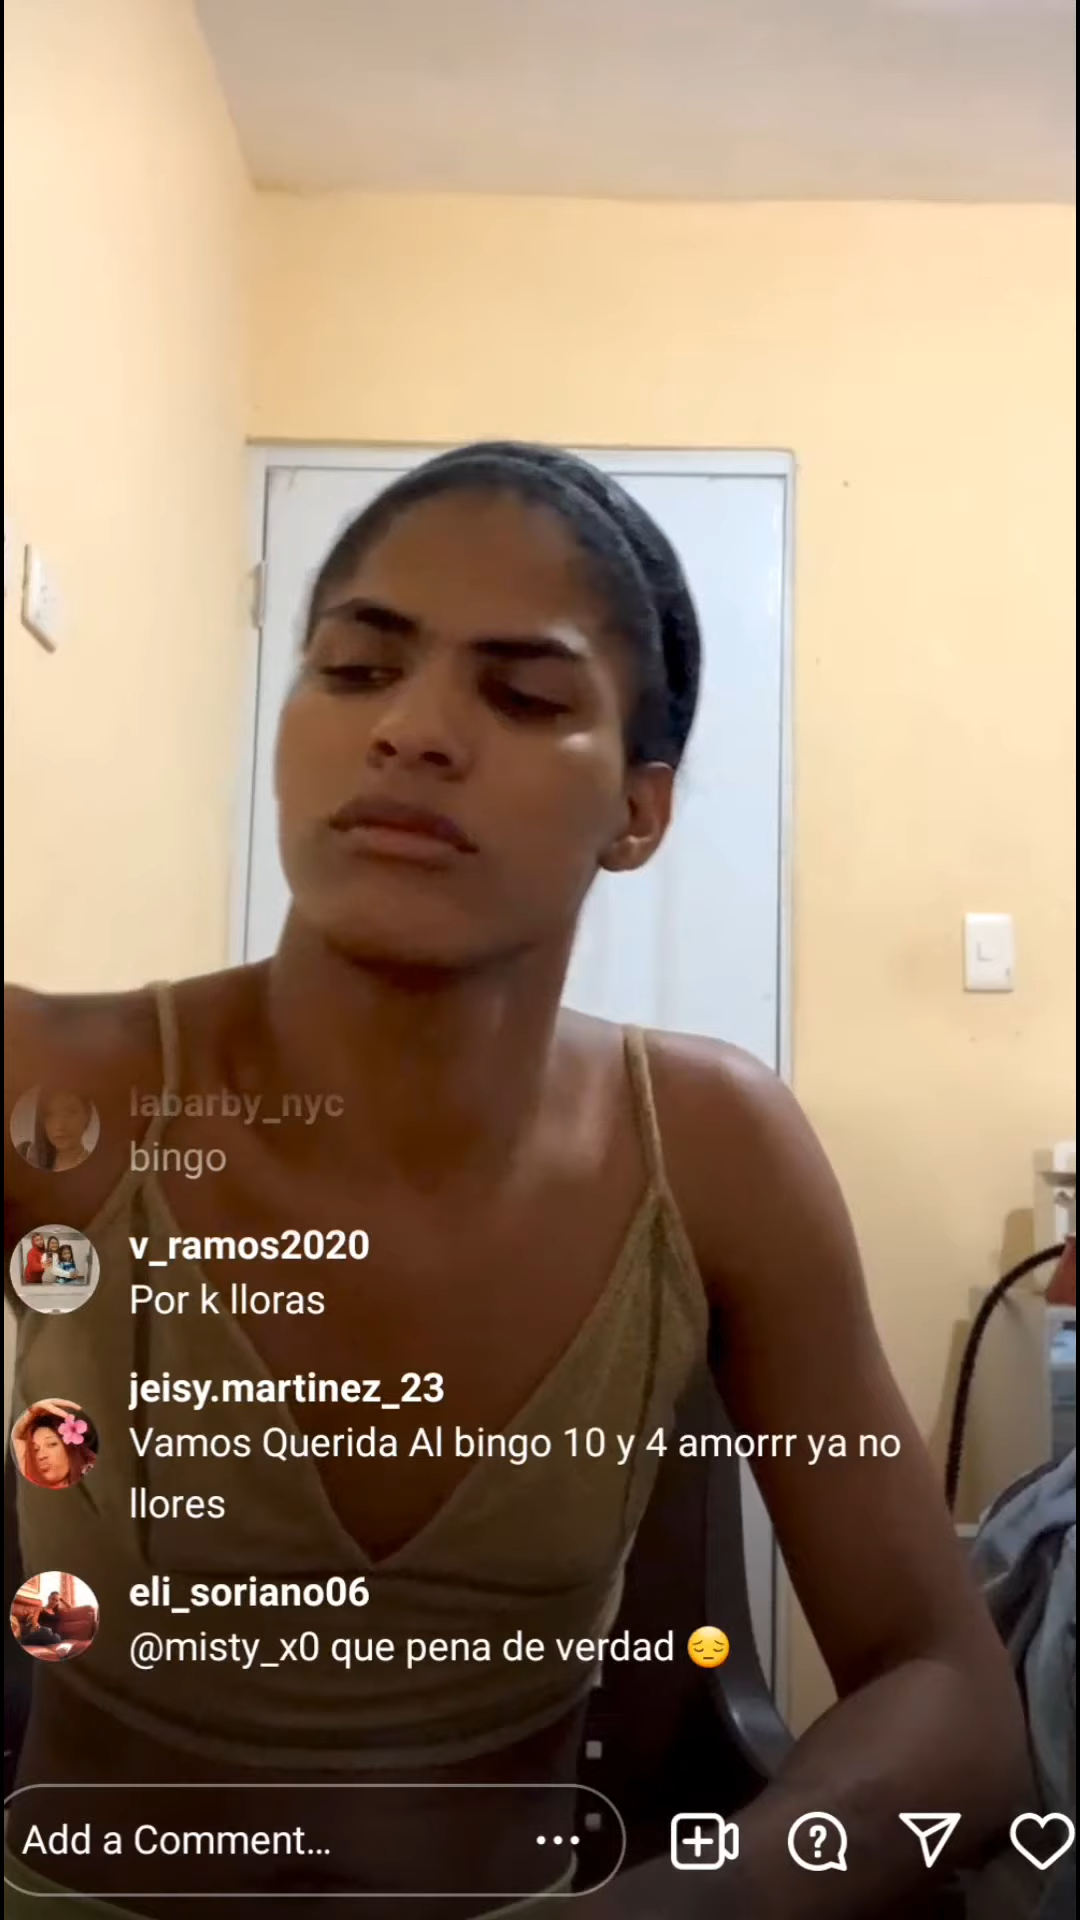 labarby_nyc
bingo
v_ramos2020
Por k lloras
jeisy.martinez_23
Vamos Querida Al bingo 10 y 4 amorrr ya no
llores
eli_soriano06
@misty_x0 que pena de verdad 😔
Add a Comment...